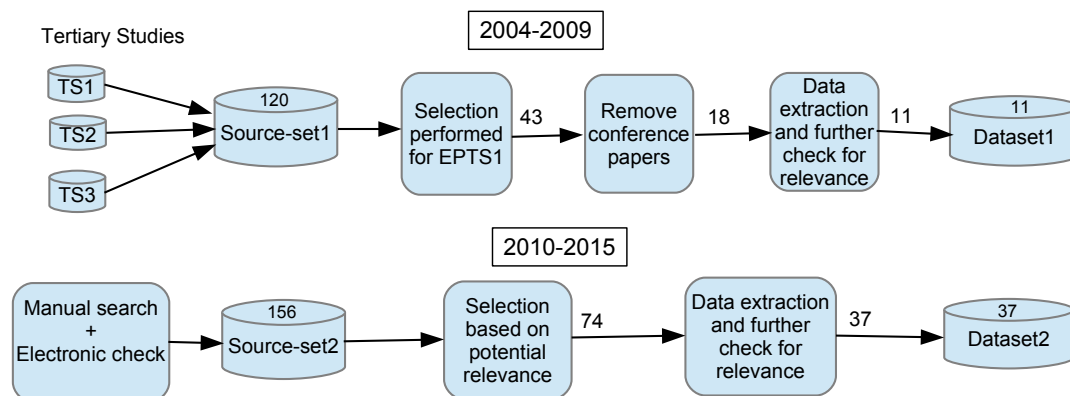 Tertiary Studies
2004-2009
TS1
TS2
TS3
120
Source-set1
Selection
performed
for EPTS1
43
Remove
conference
papers
18
Data
extraction
and further
check for
relevance
11
11
Dataset1
2010-2015
Manual search
+
Electronic check
156
Source-set2
Selection
based on
potential
relevance
74
Data extraction
and further
check for
relevance
37
37
Dataset2